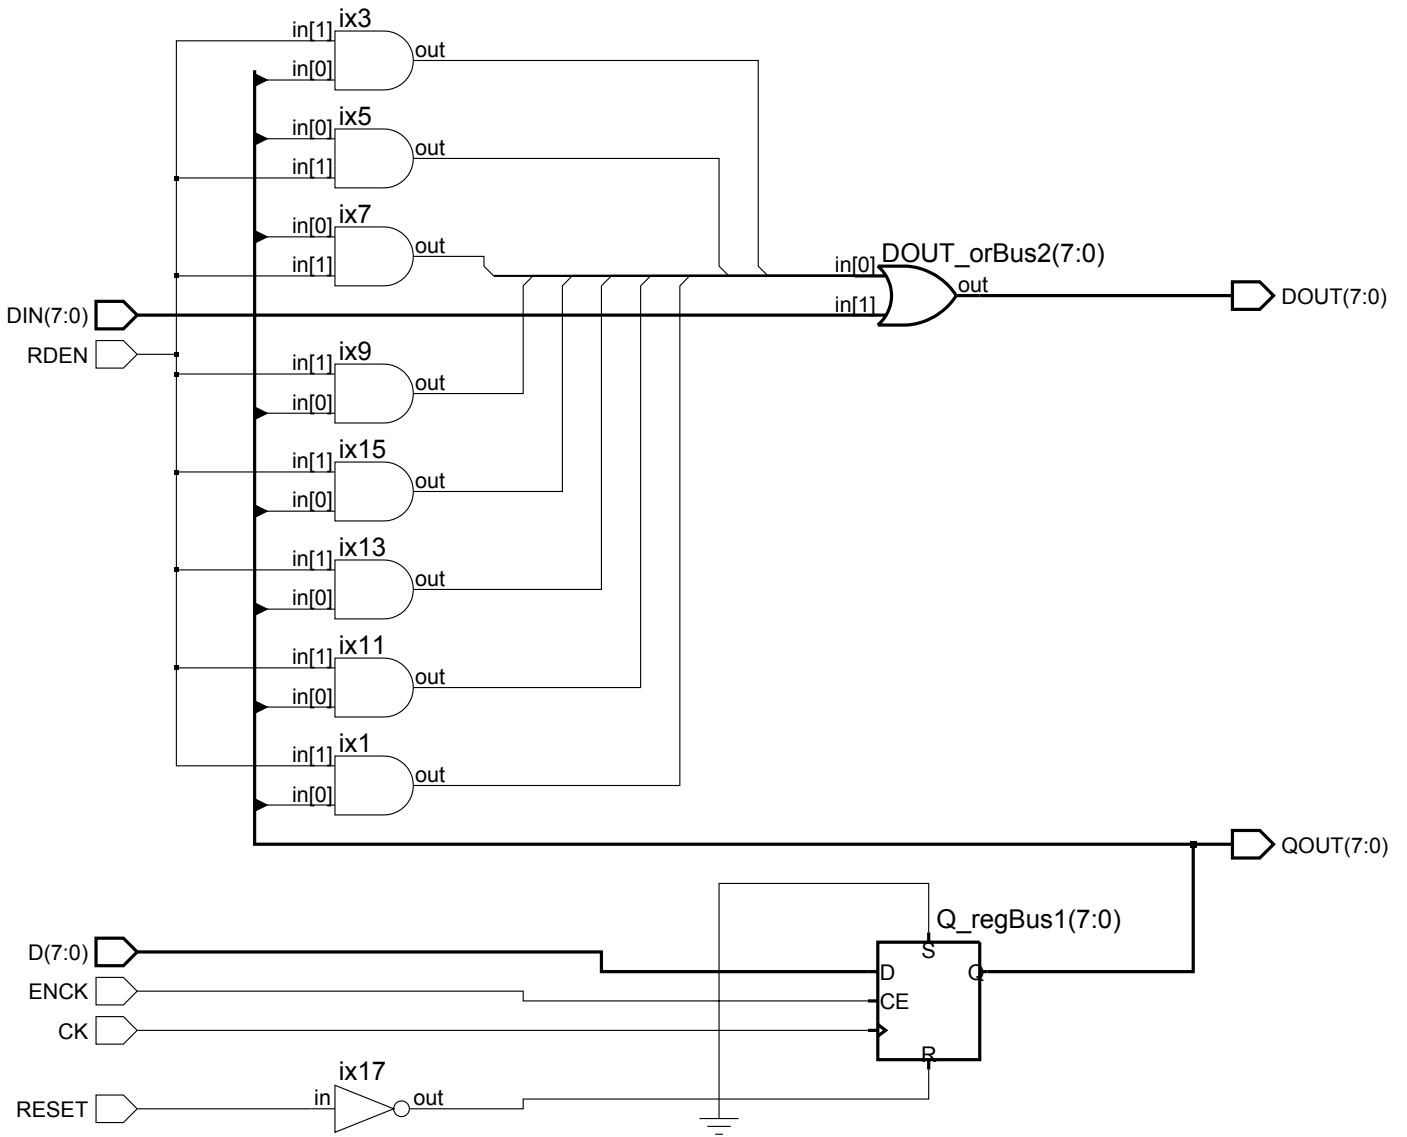 ix3
in[1]
out
in[0]
ix5
in[0]
out
in[1]
ix7
in[0]
out
in[1]
DOUT_orBus2(7:0)
in[0]
out
in[1]
DOUT(7:0)
DIN(7:0)
RDEN
ix9
in[1]
out
in[0]
ix15
in[1]
out
in[0]
ix13
in[1]
out
in[0]
ix11
in[1]
out
in[0]
ix1
in[1]
out
in[0]
QOUT(7:0)
Q_regBus1(7:0)
S
D(7:0)
D
Q
ENCK
CE
CK
R
ix17
in
out
RESET